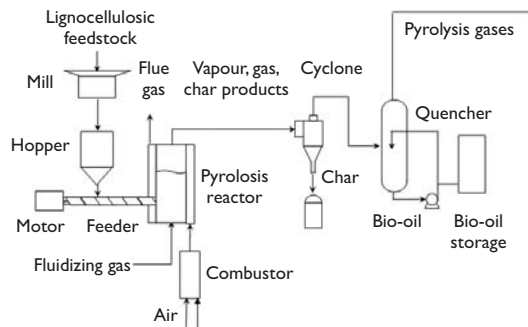 Lignocellulosic
feedstock
Mill
Flue
gas
Vapour, gas,
char products
Cyclone
Pyrolysis gases
Quencher
Hopper
Pyrolosis
reactor
Char
Motor
Feeder
Bio-oil
Bio-oil
storage
Fluidizing gas
Combustor
Air